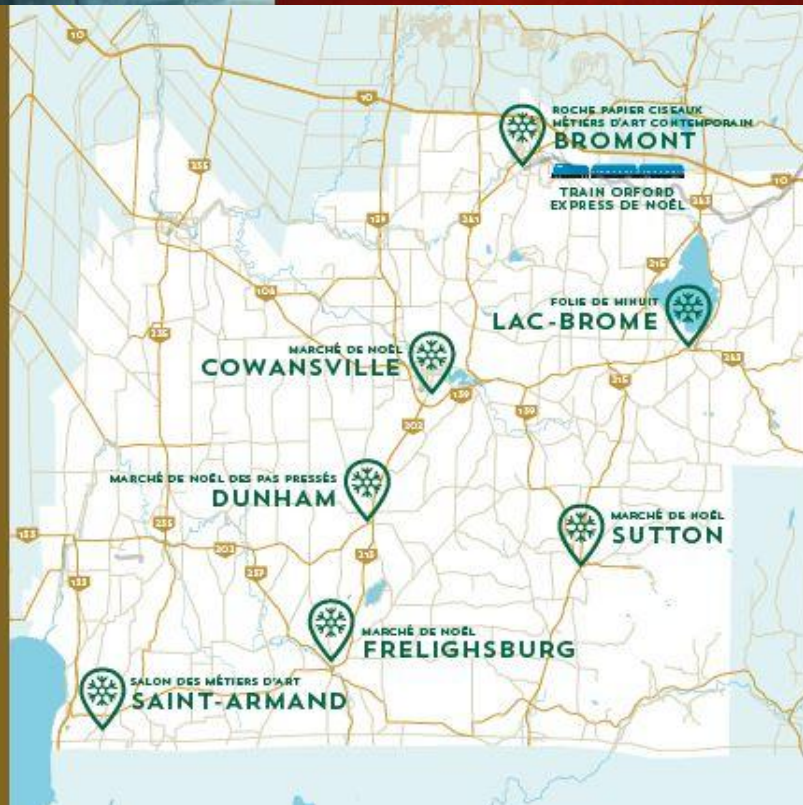 10
10
235
139
241
ROCHE PAPIER CISEAUX
MÉTIERS D'ART CONTEMPORAIN
BROMONT
TRAIN ORFORD
EXPRESS DE NOËL
10
243
215
104
235
FOLIE DE MINUIT
LAC-BROME
243
MARCHÉ DE NOËL
COWANSVILLE
139
215
139
202
MARCHÉ DE NOËL DES PAS PRESSÉS
DUNHAM
MARCHÉ DE NOËL
SUTTON
133
235
202
213
237
133
MARCHÉ DE NOËL
FRELIGHSBURG
SALON DES MÉTIERS D'ART
SAINT-ARMAND